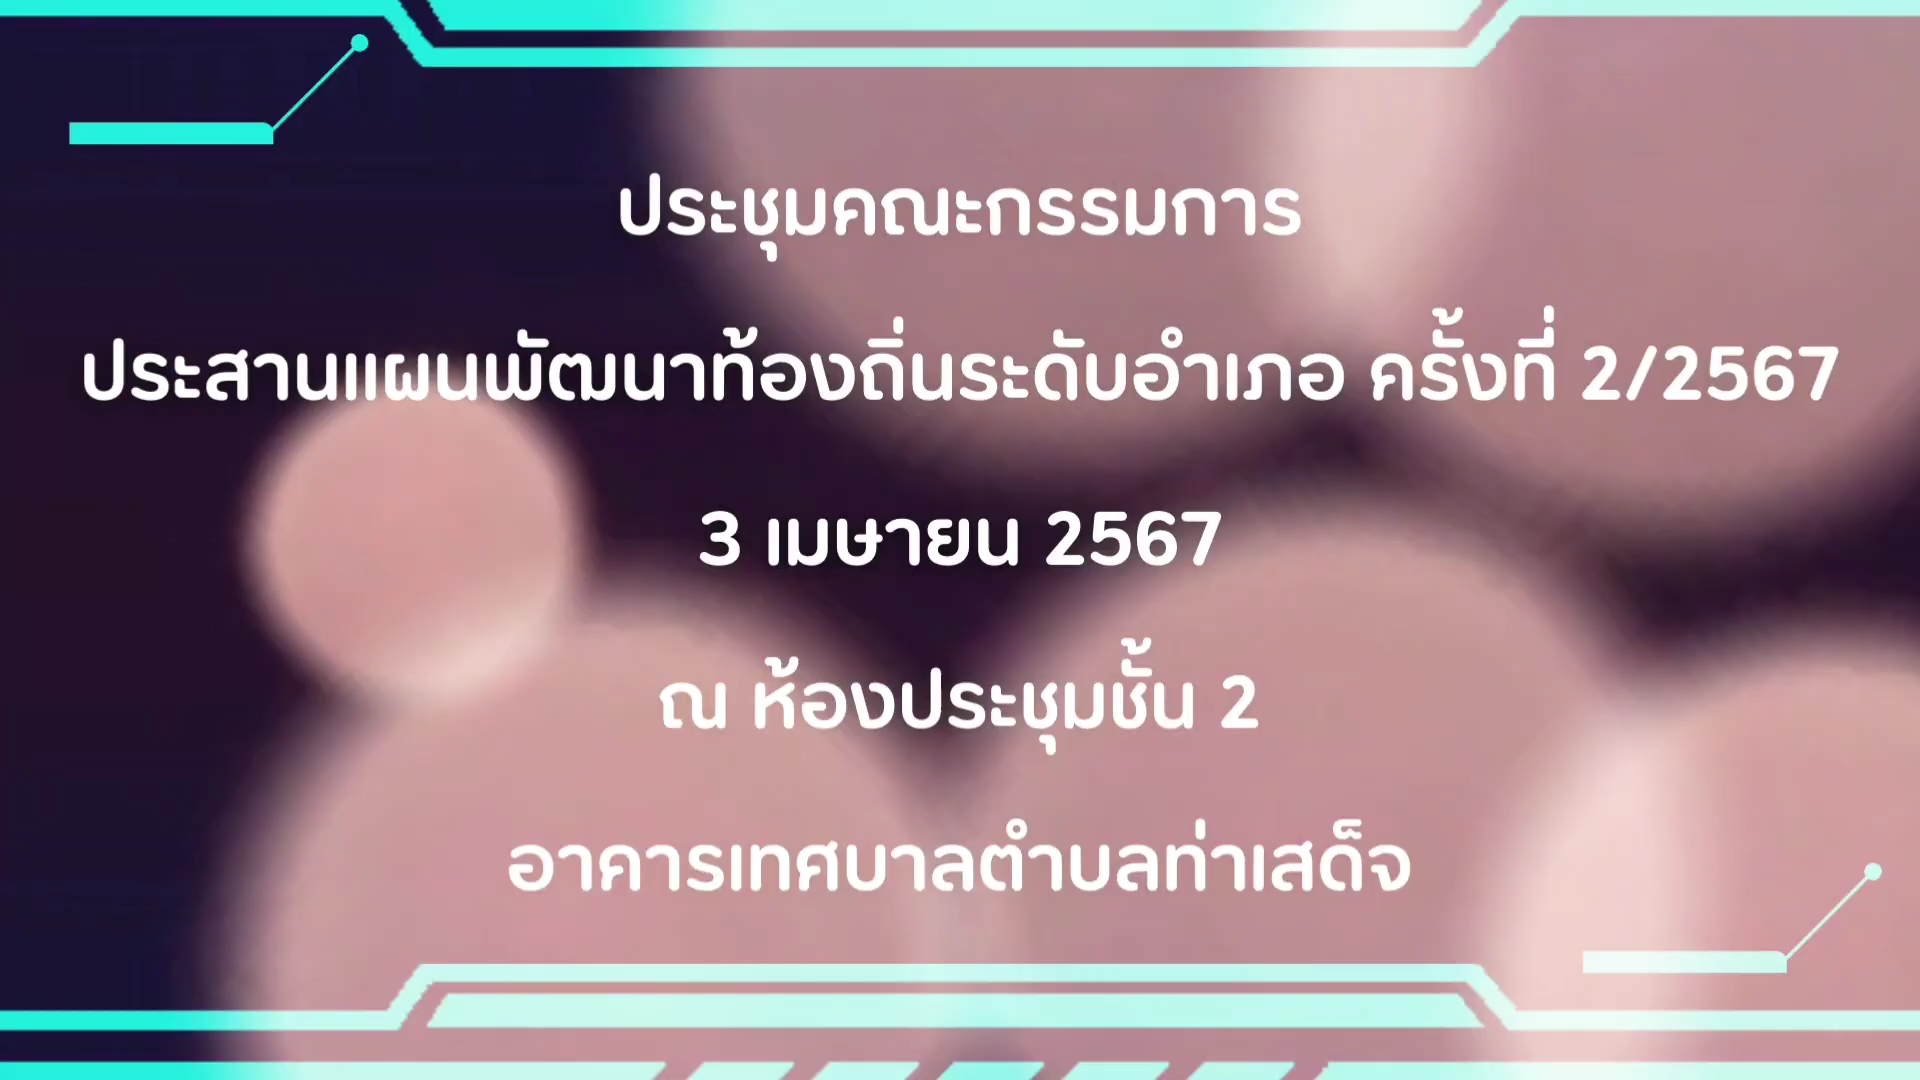 ประชุมคณะกรรมการ
ประสานแผนพัฒนาท้องถิ่นระดับอำเภอ ครั้งที่ 2/2567
3 เมษายน 2567
ณ ห้องประชุมชั้น 2
อาคารเทศบาลตำบลท่าเสด็จ